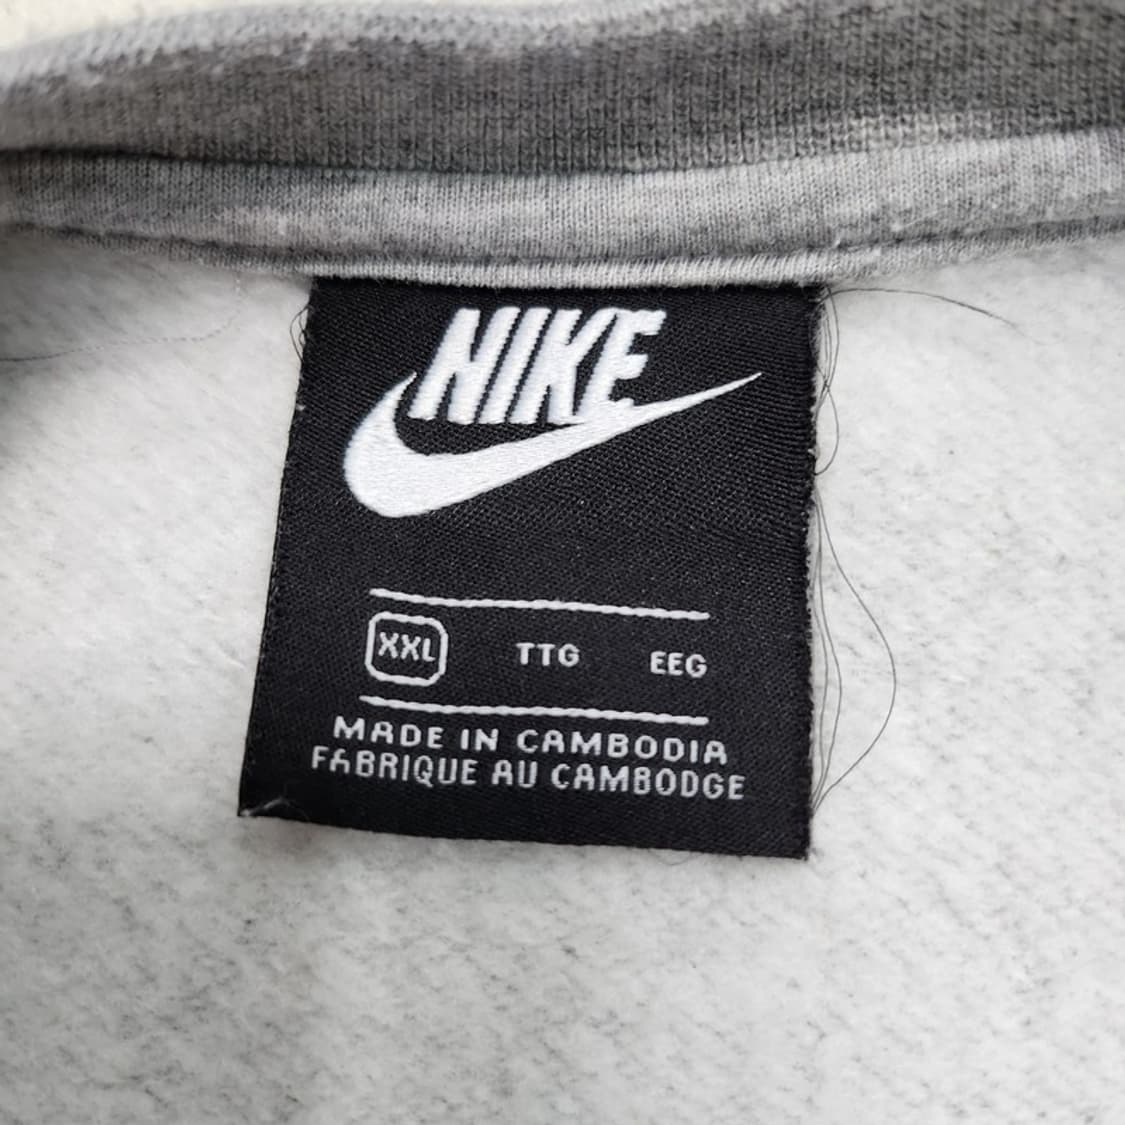 NIKE
XXL TTG EEG
MADE IN CAMBODIA
FABRIQUE AU CAMBODGE